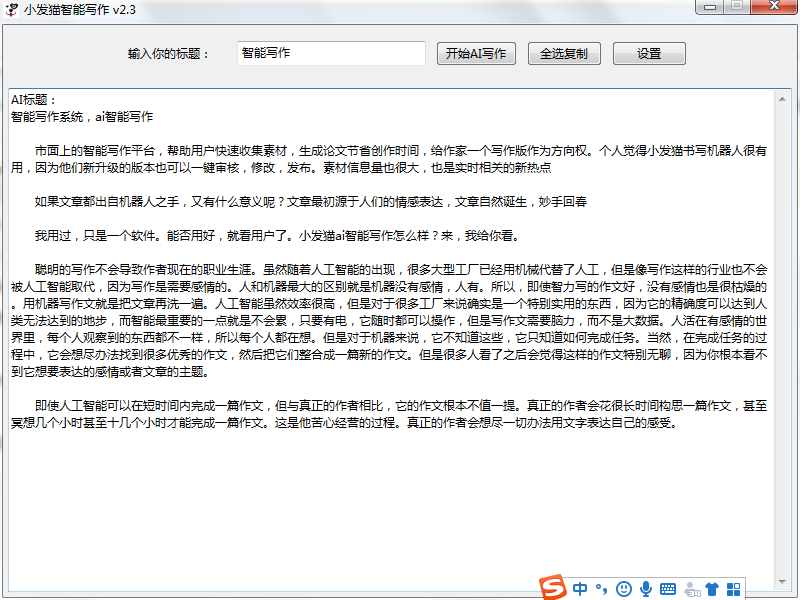 小发猫智能写作 v2.3
输入你的标题： 智能写作 开始AI写作 全选复制 设置
AI标题：
智能写作系统，ai智能写作
市面上的智能写作平台，帮助用户快速收集素材，生成论文节省创作时间，给作家一个写作版作为方向权。个人觉得小发猫书写机器人很有
用，因为他们新升级的版本也可以一键审核，修改，发布。素材信息量也很大，也是实时相关的新热点
如果文章都出自机器人之手，又有什么意义呢？文章最初源于人们的情感表达，文章自然诞生，妙手回春
我用过，只是一个软件。能否用好，就看用户了。小发猫ai智能写作怎么样？来，我给你看。
聪明的写作不会导致作者现在的职业生涯。虽然随着人工智能的出现，很多大型工厂已经用机械代替了人工，但是像写作这样的行业也不会
被人工智能取代，因为写作是需要感情的。人和机器最大的区别就是机器没有感情，人有。所以，即使智力写的作文好，没有感情也是很枯燥的
。用机器写作文就是把文章再洗一遍。人工智能虽然效率很高，但是对于很多工厂来说确实是一个特别实用的东西，因为它的精确度可以达到人
类无法达到的地步，而智能最重要的一点就是不会累，只要有电，它随时都可以操作，但是写作文需要脑力，而不是大数据。人活在有感情的世
界里，每个人观察到的东西都不一样，所以每个人都在想。但是对于机器来说，它不知道这些，它只知道如何完成任务。当然，在完成任务的过
程中，它会想尽办法找到很多优秀的作文，然后把它们整合成一篇新的作文。但是很多人看了之后会觉得这样的作文特别无聊，因为你根本看不
到它想要表达的感情或者文章的主题。
即使人工智能可以在短时间内完成一篇作文，但与真正的作者相比，它的作文根本不值一提。真正的作者会花很长时间构思一篇作文，甚至
冥想几个小时甚至十几个小时才能完成一篇作文。这是他苦心经营的过程。真正的作者会想尽一切办法用文字表达自己的感受。
S 中